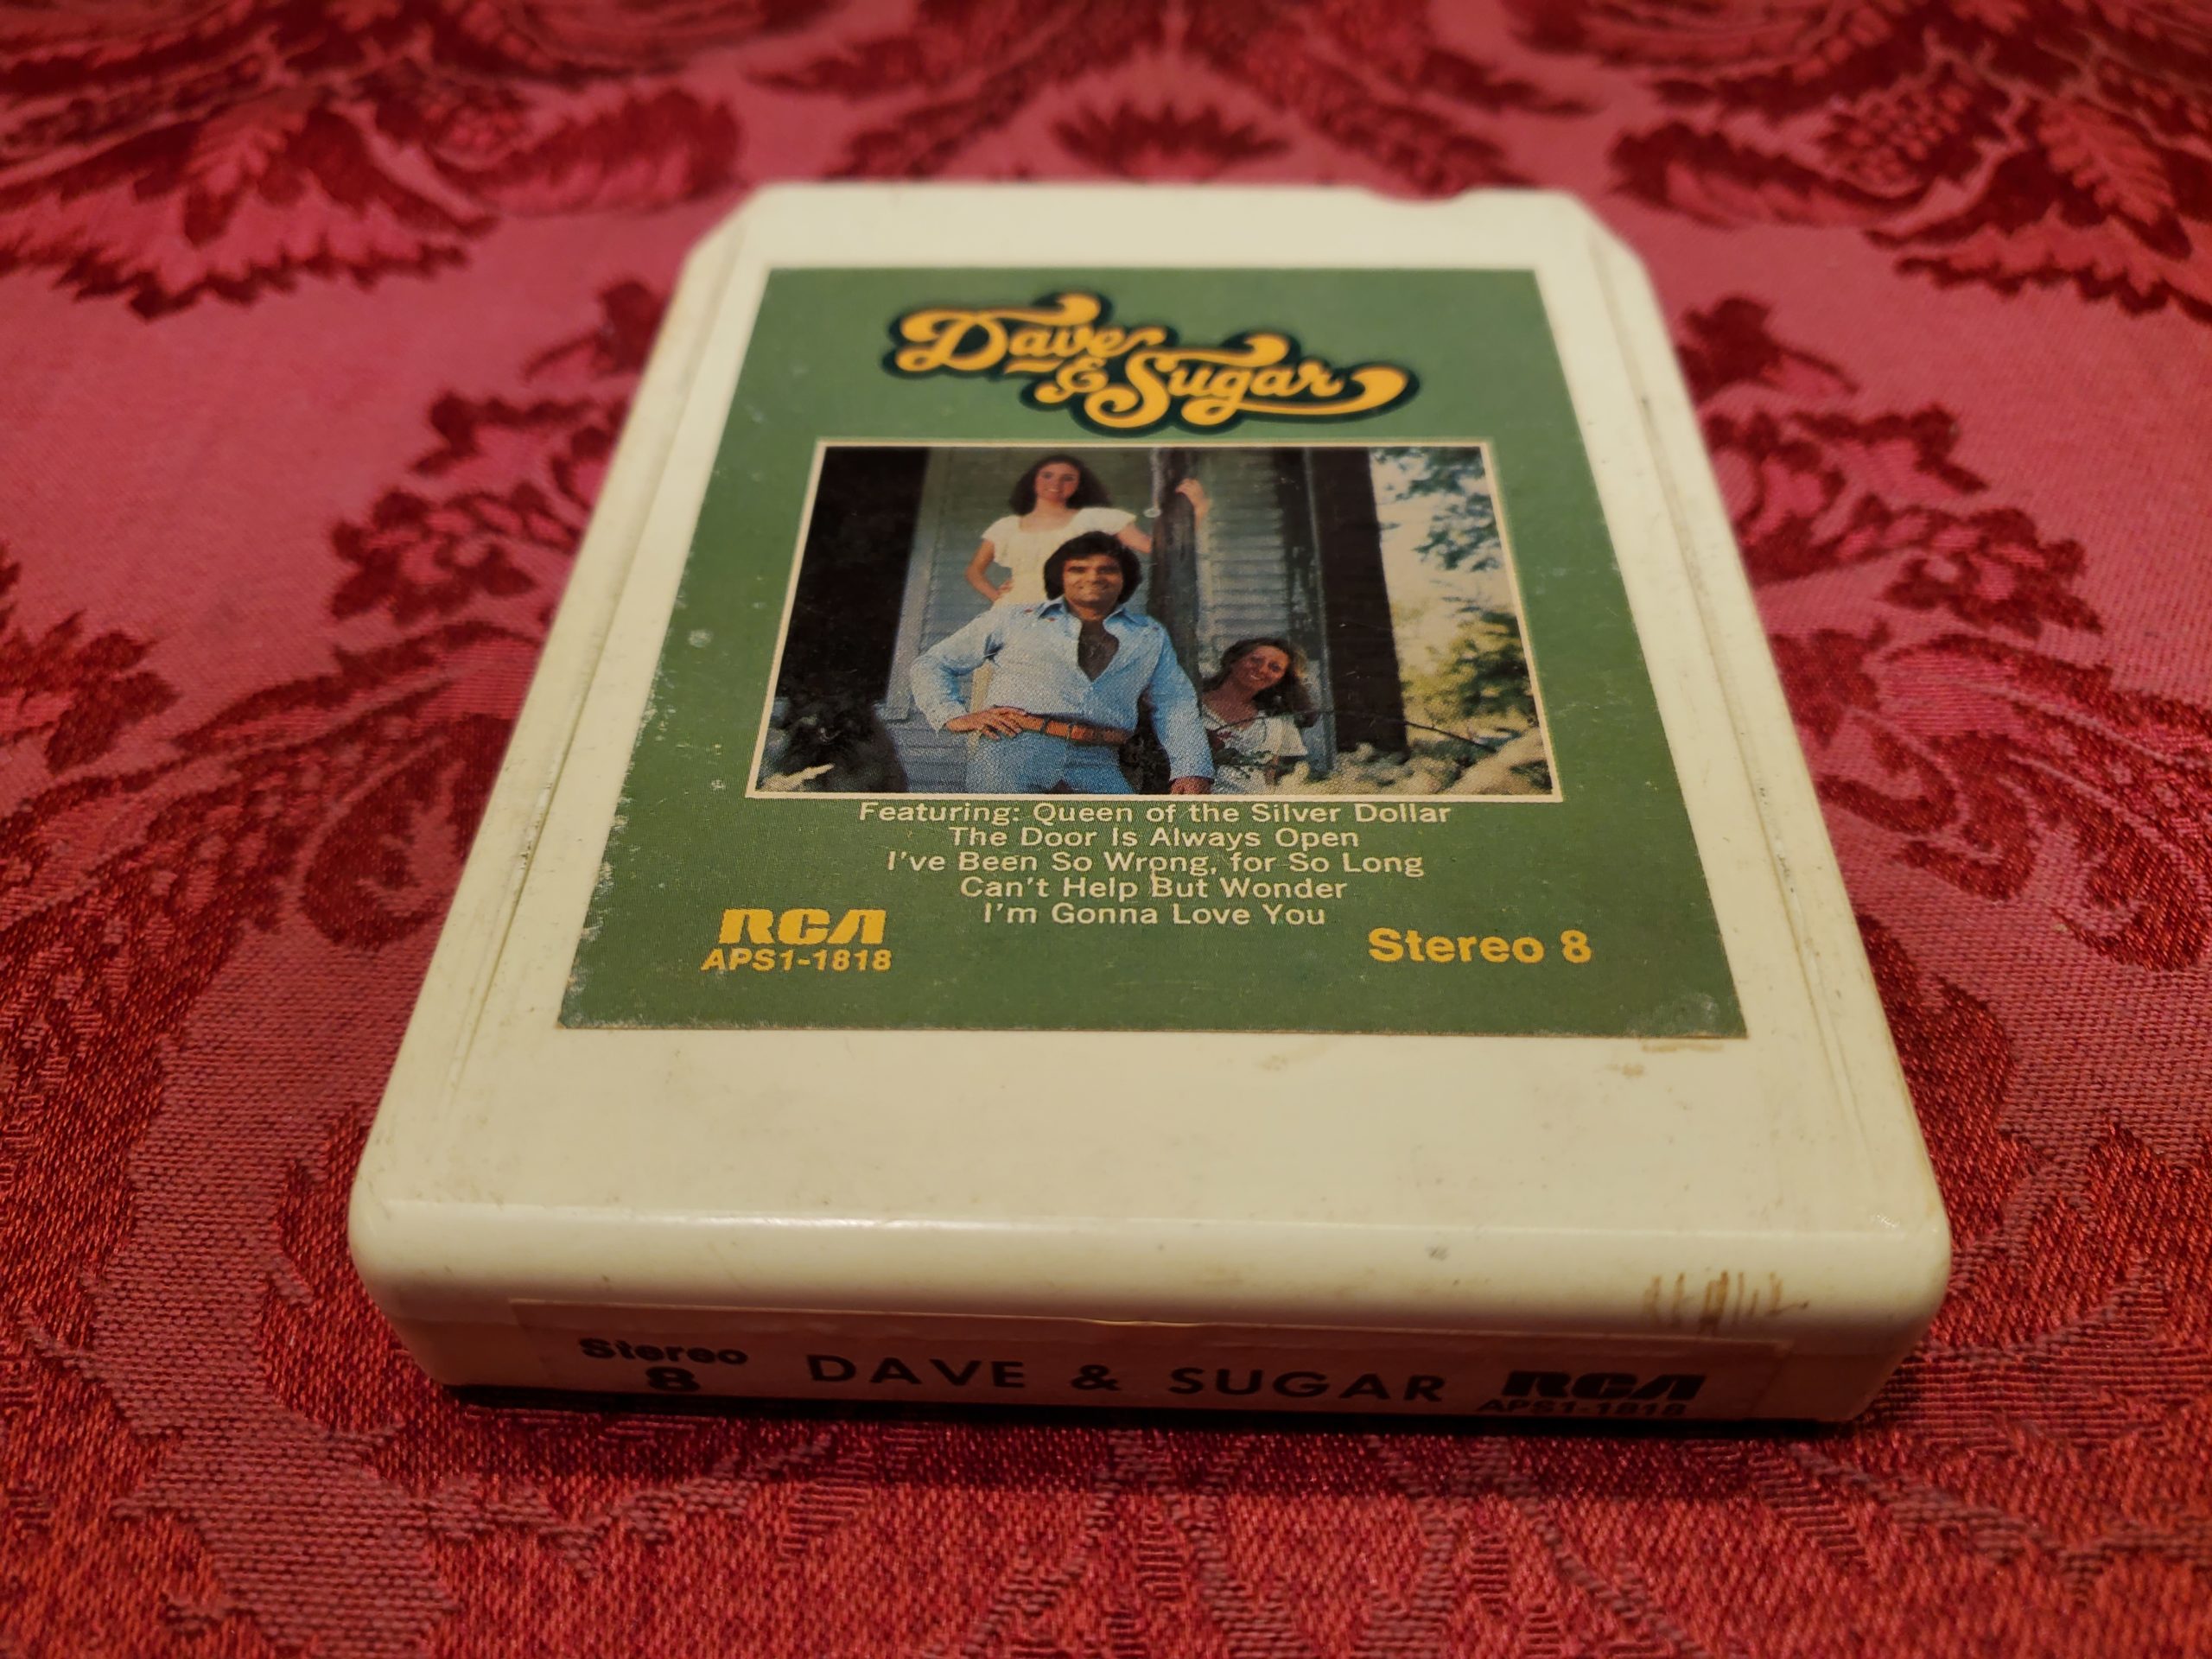 Dave
& Sugar
Featuring: Queen of the Silver Dollar
The Door Is Always Open
I've Been So Wrong, for So Long
Can't Help But Wonder
I'm Gonna Love You
RCA
APS1-1818
Stereo 8
Stereo
8
DAVE & SUGAR
RCA
APS1-1818